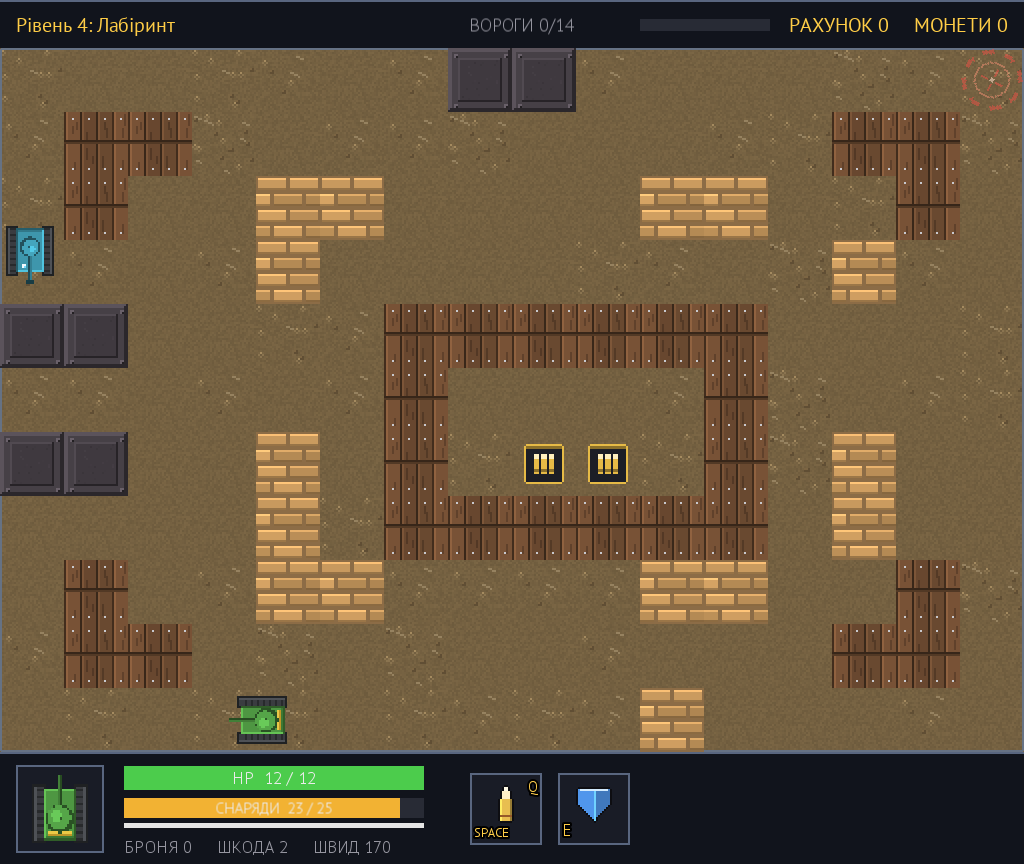 Рівень 4: Лабіринт
ВОРОГИ 0/14
РАХУНОК 0
МОНЕТИ 0
HP 12 / 12
СНАРЯДИ 23 / 25
БРОНЯ 0
ШКОДА 2
ШВИД 170
Q
SPACE
E